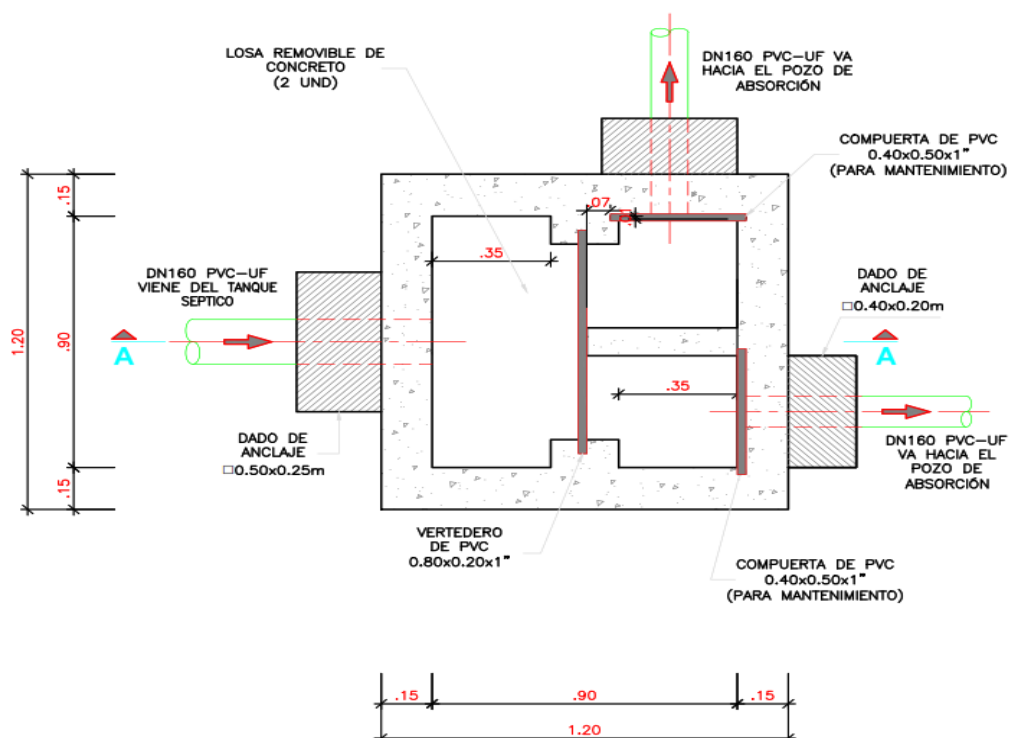 LOSA REMOVIBLE DE
CONCRETO
(2 UND)
DN160 PVC-UF VA
HACIA EL POZO DE
ABSORCIÓN
COMPUERTA DE PVC
0.40x0.50x1"
(PARA MANTENIMIENTO)
.15
.07
.35
DN160 PVC-UF
VIENE DEL TANQUE
SEPTICO
DADO DE
ANCLAJE
□0.40x0.20m
1.20
.90
A
A
.35
DADO DE
ANCLAJE
□0.50x0.25m
DN160 PVC-UF
VA HACIA EL
POZO DE
ABSORCIÓN
.15
VERTEDERO
DE PVC
0.80x0.20x1"
COMPUERTA DE PVC
0.40x0.50x1"
(PARA MANTENIMIENTO)
.15
.90
.15
1.20